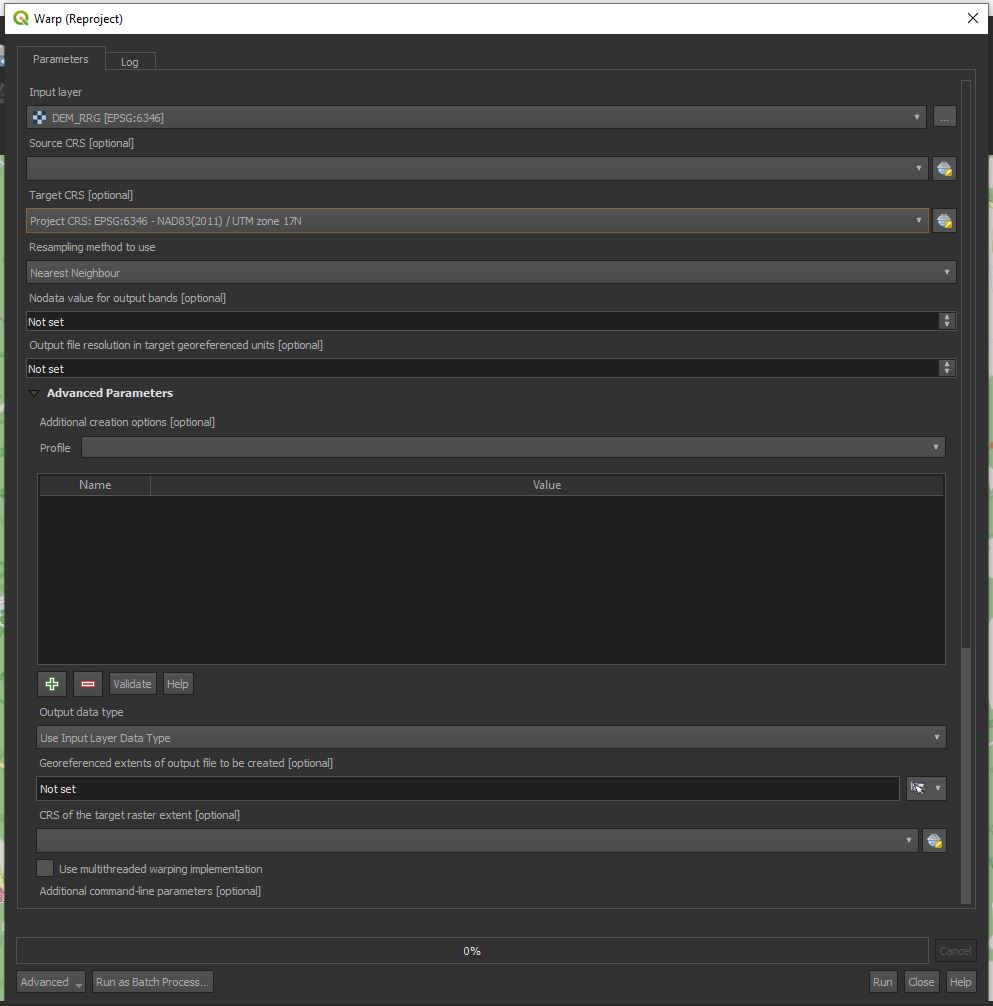 Warp (Reproject)
Parameters
Log
Input layer
DEM_RRG [EPSG:6346]
...
Source CRS [optional]
Target CRS [optional]
Project CRS: EPSG:6346 - NAD83(2011) / UTM zone 17N
Resampling method to use
Nearest Neighbour
Nodata value for output bands [optional]
Not set
Output file resolution in target georeferenced units [optional]
Not set
Advanced Parameters
Additional creation options [optional]
Profile
Name Value
Validate Help
Output data type
Use Input Layer Data Type
Georeferenced extents of output file to be created [optional]
Not set
CRS of the target raster extent [optional]
Use multithreaded warping implementation
Additional command-line parameters [optional]
0% Cancel
Advanced Run as Batch Process... Run Close Help